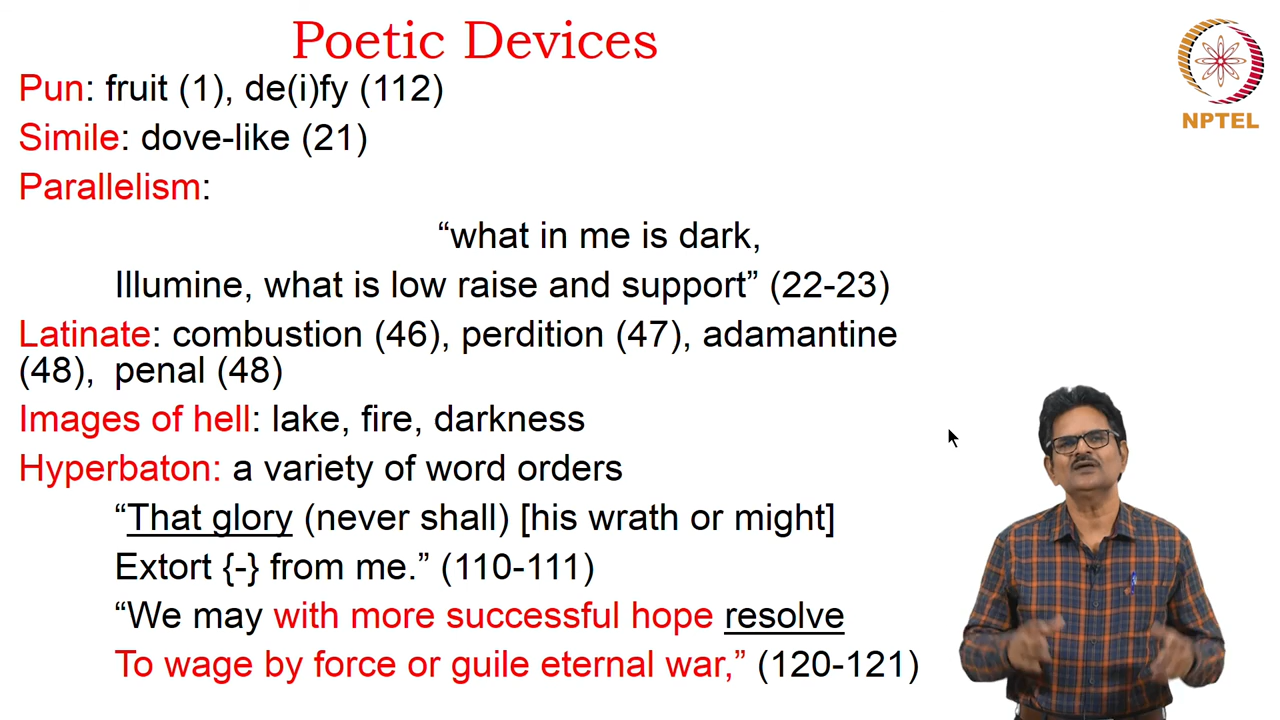 Poetic Devices
Pun: fruit (1), de(i)fy (112)
Simile: dove-like (21)
Parallelism:
“what in me is dark,
Illumine, what is low raise and support” (22-23)
Latinate: combustion (46), perdition (47), adamantine
(48), penal (48)
Images of hell: lake, fire, darkness
Hyperbaton: a variety of word orders
“That glory (never shall) [his wrath or might]
Extort {-} from me.” (110-111)
“We may with more successful hope resolve
To wage by force or guile eternal war,” (120-121)
NPTEL